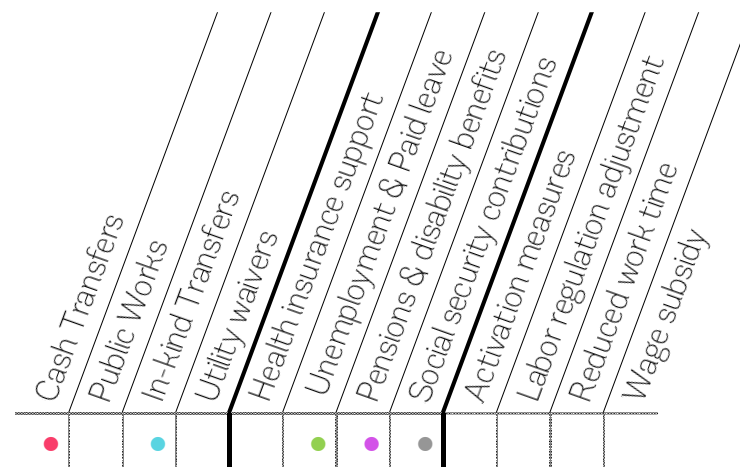 Cash Transfers
Public Works
In-kind Transfers
Utility waivers
Health insurance support
Unemployment & Paid leave
Pensions & disability benefits
Social security contributions
Activation measures
Labor regulation adjustment
Reduced work time
Wage subsidy